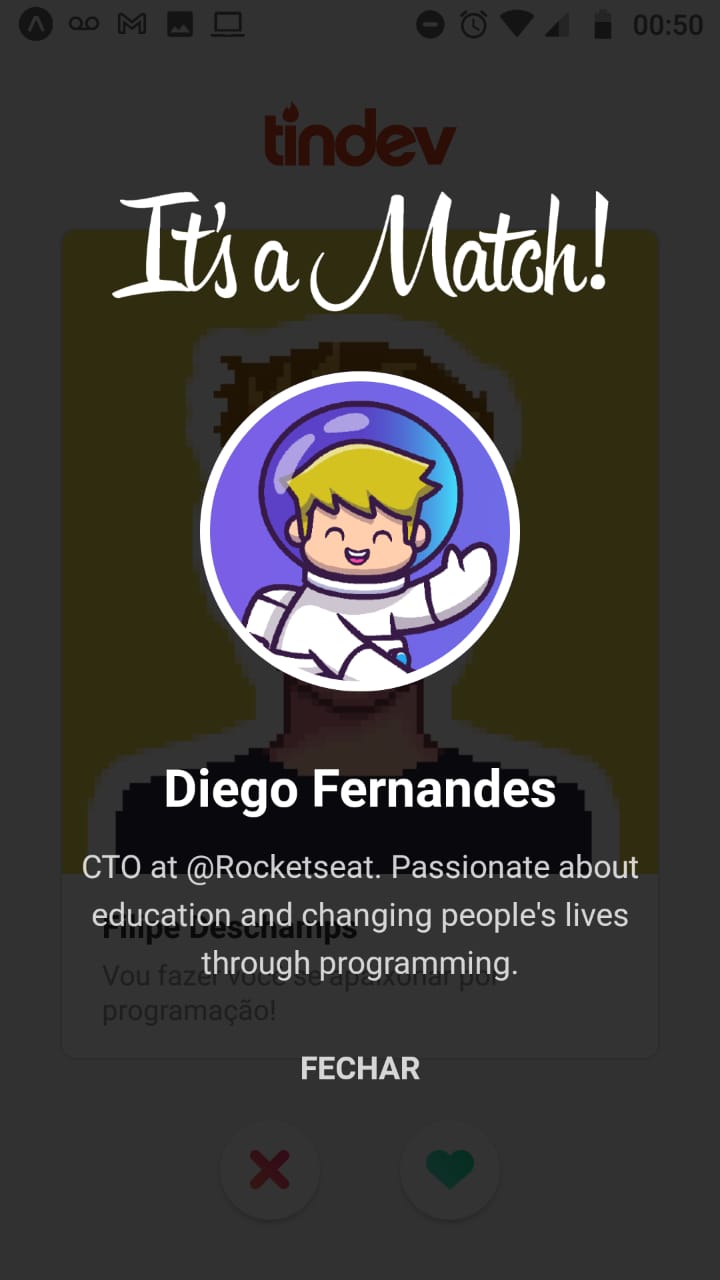 00:50
tindev
It's a Match!
Diego Fernandes
CTO at @Rocketseat. Passionate about
education and changing people's lives
Filipe Deschamps
through programming.
Vou fazer você se apaixonar por
programação!
FECHAR